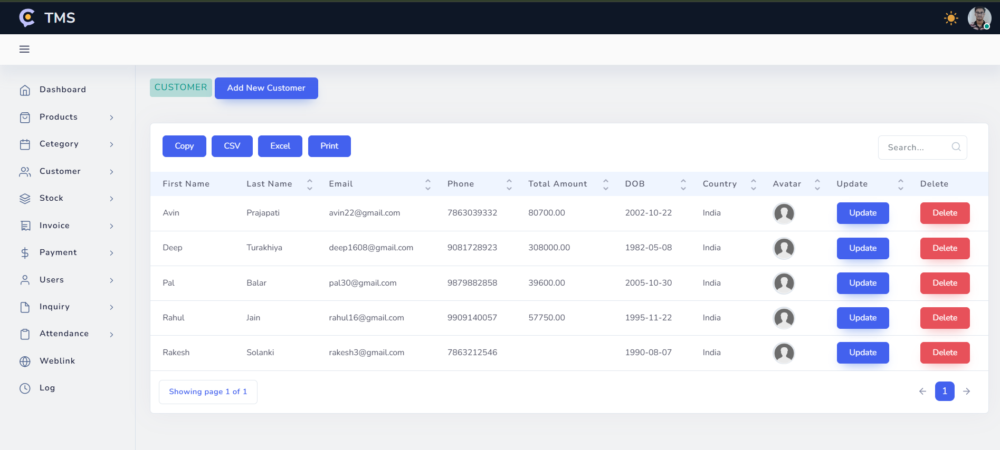 TMS
Dashboard
Products
Cetegory
Customer
Stock
Invoice
Payment
Users
Inquiry
Attendance
Weblink
Log
CUSTOMER Add New Customer
Copy CSV Excel Print Search...
First Name Last Name Email Phone Total Amount DOB Country Avatar Update Delete
Avin Prajapati avin22@gmail.com 7863039332 80700.00 2002-10-22 India Update Delete
Deep Turakhiya deep1608@gmail.com 9081728923 308000.00 1982-05-08 India Update Delete
Pal Balar pal30@gmail.com 9879882858 39600.00 2005-10-30 India Update Delete
Rahul Jain rahul16@gmail.com 9909140057 57750.00 1995-11-22 India Update Delete
Rakesh Solanki rakesh3@gmail.com 7863212546 1990-08-07 India Update Delete
Showing page 1 of 1 1